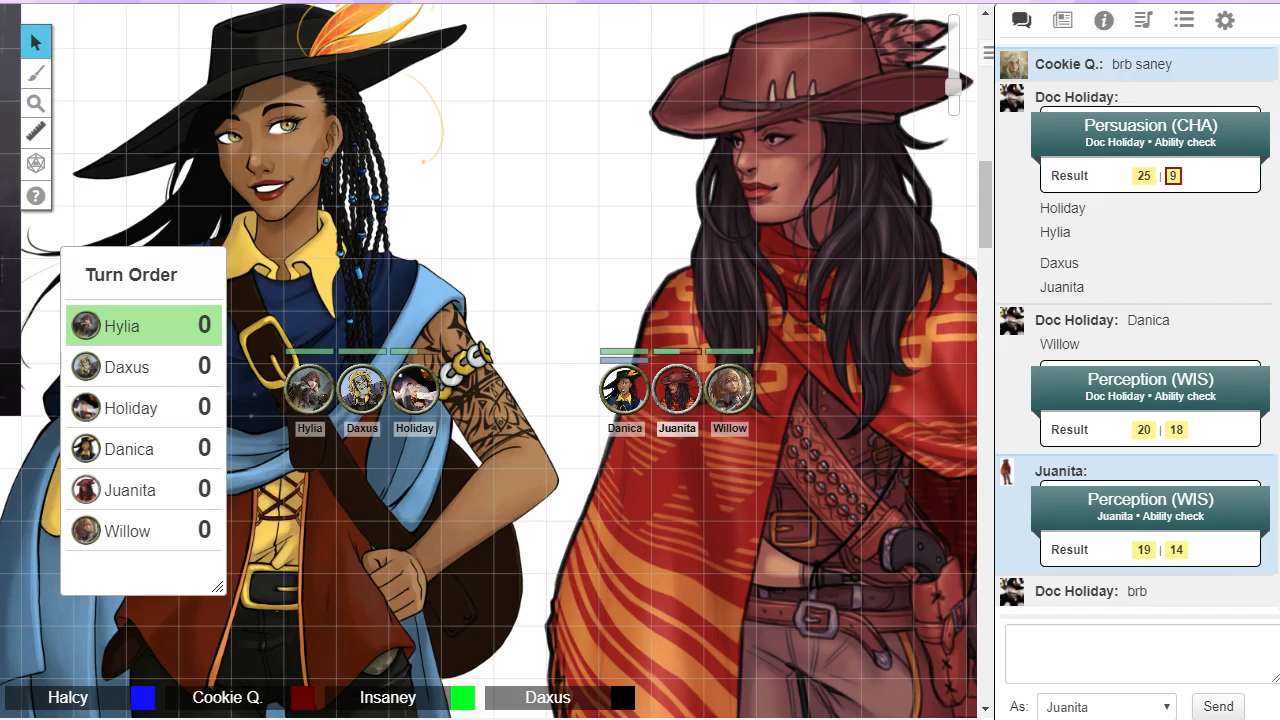 Turn Order
Hylia 0
Daxus 0
Holiday 0
Danica 0
Juanita 0
Willow 0
Hylia Daxus Holiday
Danica Juanita Willow
Halcy Cookie Q. Insaney Daxus
Cookie Q.: brb saney
Doc Holiday:
Persuasion (CHA)
Doc Holiday • Ability check
Result 25 | 9
Holiday
Hylia
Daxus
Juanita
Doc Holiday: Danica
Willow
Perception (WIS)
Doc Holiday • Ability check
Result 20 | 18
Juanita:
Perception (WIS)
Juanita • Ability check
Result 19 | 14
Doc Holiday: brb
As: Juanita Send